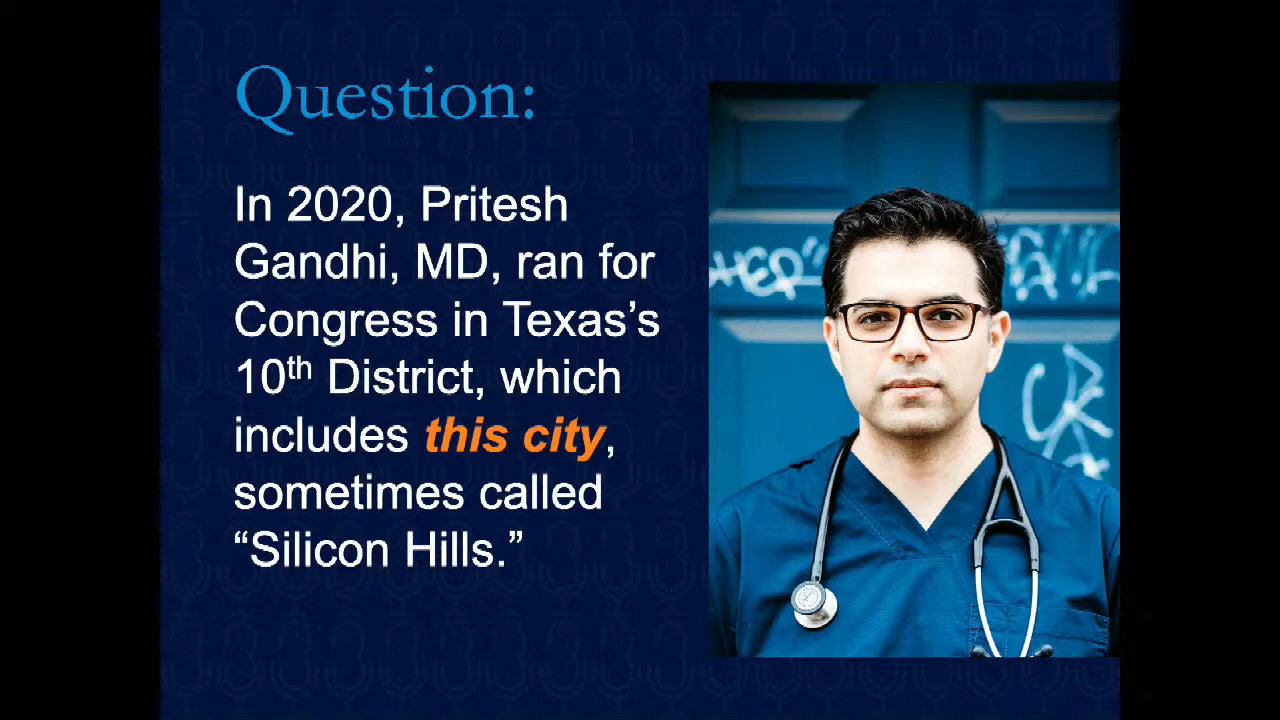 Question:
In 2020, Pritesh
Gandhi, MD, ran for
Congress in Texas’s
10th District, which
includes this city,
sometimes called
“Silicon Hills.”